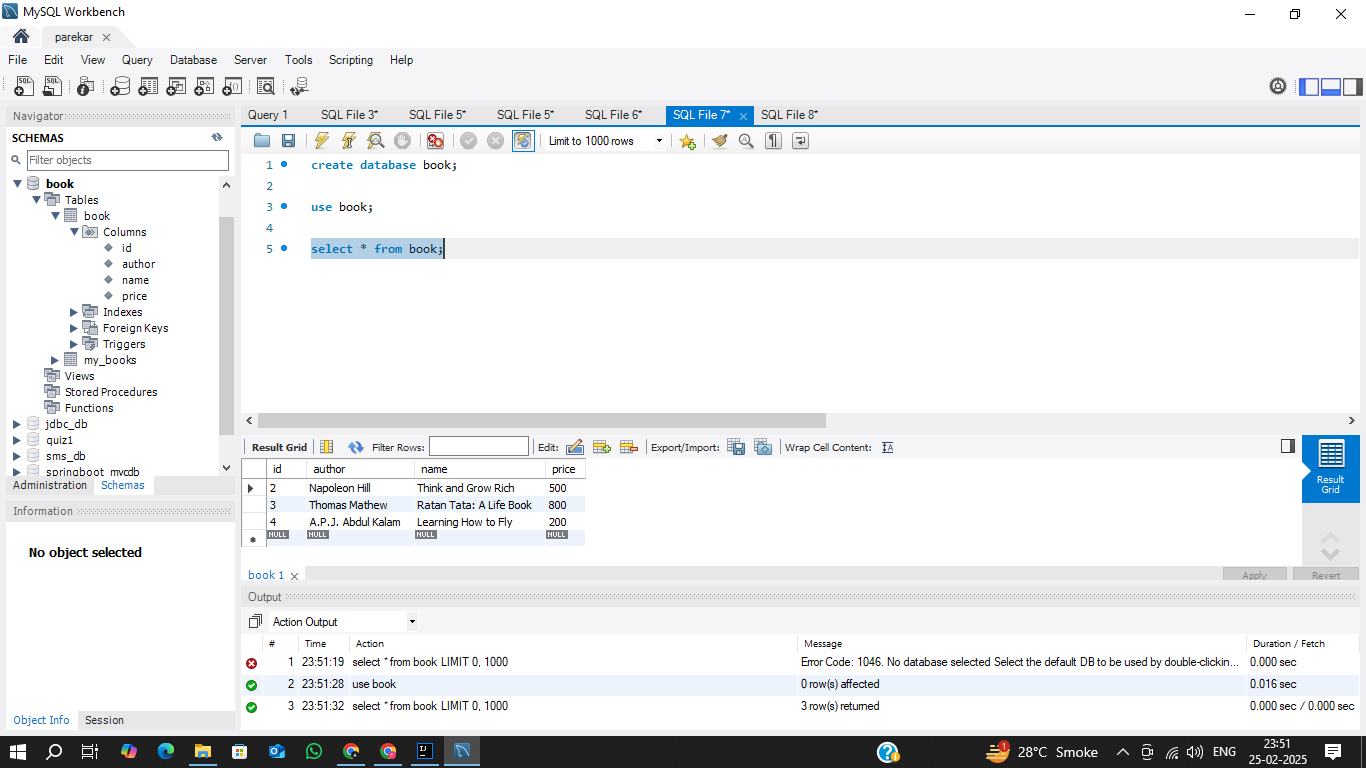 MySQL Workbench
parekar
File Edit View Query Database Server Tools Scripting Help
Navigator
SCHEMAS
Filter objects
book
Tables
book
Columns
id
author
name
price
Indexes
Foreign Keys
Triggers
my_books
Views
Stored Procedures
Functions
jdbc_db
quiz1
sms_db
springboot_mvcdb
Administration Schemas
Information
No object selected
Object Info Session
Query 1 SQL File 3* SQL File 5* SQL File 5* SQL File 6* SQL File 7* SQL File 8*
Limit to 1000 rows
1 create database book;
2
3 use book;
4
5 select * from book;
Result Grid Filter Rows: Edit: Export/Import: Wrap Cell Content:
id author name price
2 Napoleon Hill Think and Grow Rich 500
3 Thomas Mathew Ratan Tata: A Life Book 800
4 A.P.J. Abdul Kalam Learning How to Fly 200
NULL NULL NULL NULL
Result
Grid
book 1 Apply Revert
Output
Action Output
# Time Action Message Duration / Fetch
1 23:51:19 select * from book LIMIT 0, 1000 Error Code: 1046. No database selected Select the default DB to be used by double-clickin... 0.000 sec
2 23:51:28 use book 0 row(s) affected 0.016 sec
3 23:51:32 select * from book LIMIT 0, 1000 3 row(s) returned 0.000 sec / 0.000 sec
1 28°C Smoke ENG 23:51
25-02-2025